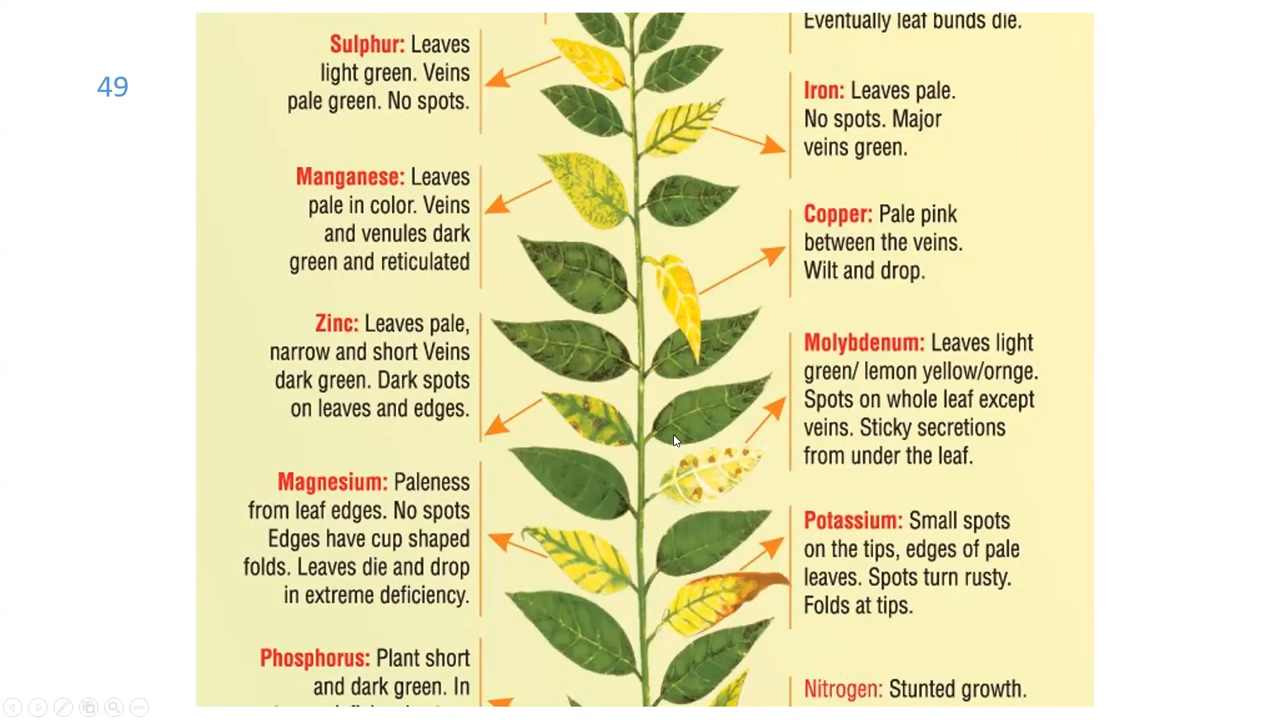 49
Sulphur: Leaves
light green. Veins
pale green. No spots.
Manganese: Leaves
pale in color. Veins
and venules dark
green and reticulated
Zinc: Leaves pale,
narrow and short Veins
dark green. Dark spots
on leaves and edges.
Magnesium: Paleness
from leaf edges. No spots
Edges have cup shaped
folds. Leaves die and drop
in extreme deficiency.
Phosphorus: Plant short
and dark green. In
Eventually leaf bunds die.
Iron: Leaves pale.
No spots. Major
veins green.
Copper: Pale pink
between the veins.
Wilt and drop.
Molybdenum: Leaves light
green/ lemon yellow/ornge.
Spots on whole leaf except
veins. Sticky secretions
from under the leaf.
Potassium: Small spots
on the tips, edges of pale
leaves. Spots turn rusty.
Folds at tips.
Nitrogen: Stunted growth.